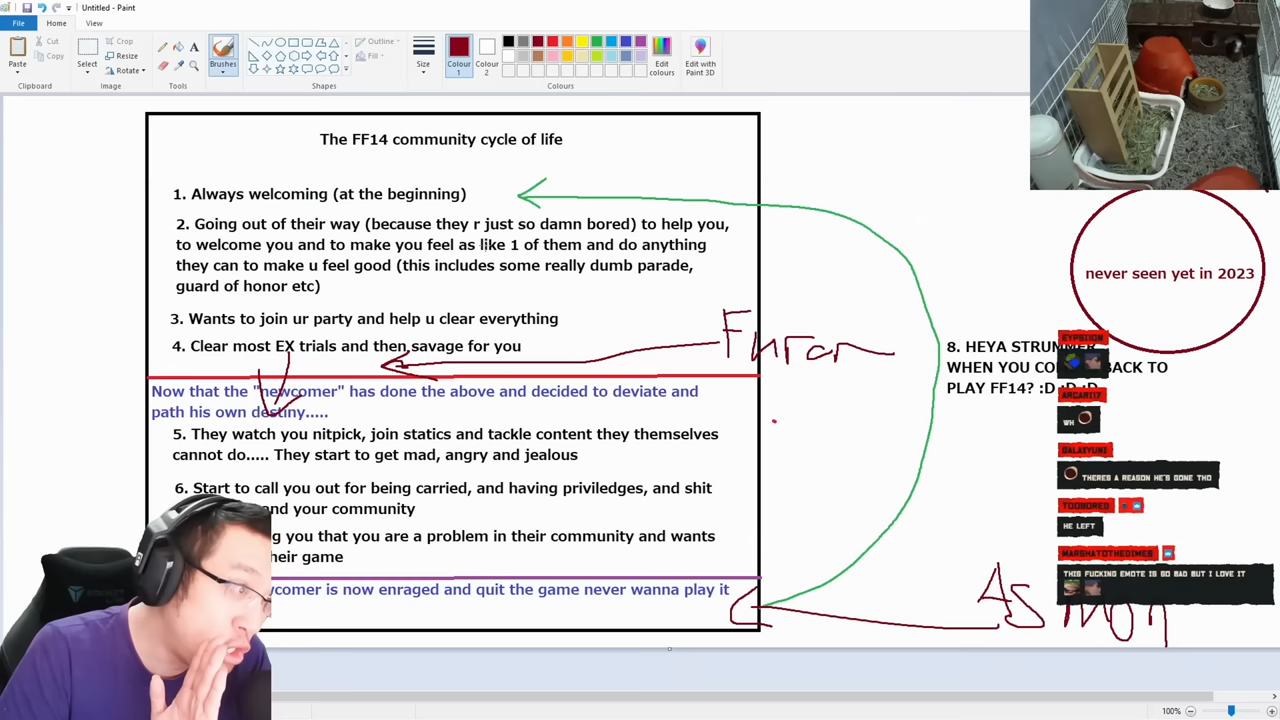 Untitled - Paint
File
Home
View
Paste
Cut
Copy
Clipboard
Select
Crop
Resize
Rotate
Image
Tools
Brushes
Shapes
Outline
Fill
Size
Colour
1
Colour
2
Edit
colours
Edit with
Paint 3D
Colours
The FF14 community cycle of life
1. Always welcoming (at the beginning)
2. Going out of their way (because they r just so damn bored) to help you,
to welcome you and to make you feel as like 1 of them and do anything
they can to make u feel good (this includes some really dumb parade,
guard of honor etc)
3. Wants to join ur party and help u clear everything
4. Clear most EX trials and then savage for you
Now that the "newcomer" has done the above and decided to deviate and
path his own destiny.....
5. They watch you nitpick, join statics and tackle content they themselves
cannot do..... They start to get mad, angry and jealous
6. Start to call you out for being carried, and having priviledges, and shit
and your community
you that you are a problem in their community and wants
game
is now enraged and quit the game never wanna play it
never seen yet in 2023
8. HEYA STRUMMER
WHEN YOU BACK TO
PLAY FF14? :D :D :D
EYPSIION
ARCARI17
WH
GALAXYUNI
THERES A REASON HE'S GONE THO
TOOBORED
HE LEFT
MARSHATOTHEDIMES
THIS FUCKING EMOTE IS SO BAD BUT I LOVE IT
Asmon
100%